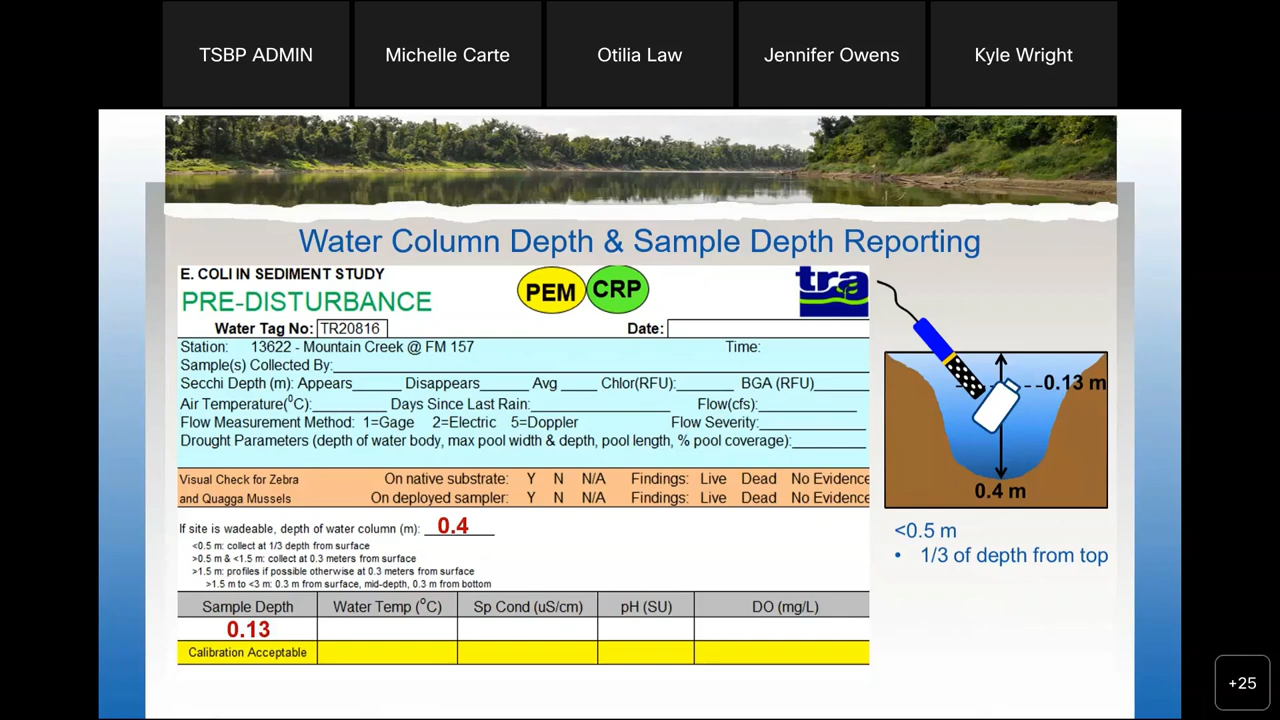 TSBP ADMIN
Michelle Carte
Otilia Law
Jennifer Owens
Kyle Wright
Water Column Depth & Sample Depth Reporting
E. COLI IN SEDIMENT STUDY
PRE-DISTURBANCE
PEM CRP
tra
Water Tag No: TR20816 Date:
Station: 13622 - Mountain Creek @ FM 157 Time:
Sample(s) Collected By:
Secchi Depth (m): Appears Disappears Avg Chlor(RFU): BGA (RFU)
Air Temperature(⁰C): Days Since Last Rain: Flow(cfs):
Flow Measurement Method: 1=Gage 2=Electric 5=Doppler Flow Severity:
Drought Parameters (depth of water body, max pool width & depth, pool length, % pool coverage):
Visual Check for Zebra On native substrate: Y N N/A Findings: Live Dead No Evidence
and Quagga Mussels On deployed sampler: Y N N/A Findings: Live Dead No Evidence
If site is wadeable, depth of water column (m): 0.4
<0.5 m: collect at 1/3 depth from surface
>0.5 m & <1.5 m: collect at 0.3 meters from surface
>1.5 m: profiles if possible otherwise at 0.3 meters from surface
>1.5 m to <3 m: 0.3 m from surface, mid-depth, 0.3 m from bottom
Sample Depth Water Temp (⁰C) Sp Cond (uS/cm) pH (SU) DO (mg/L)
0.13
Calibration Acceptable
0.13 m
0.4 m
<0.5 m
• 1/3 of depth from top
+25